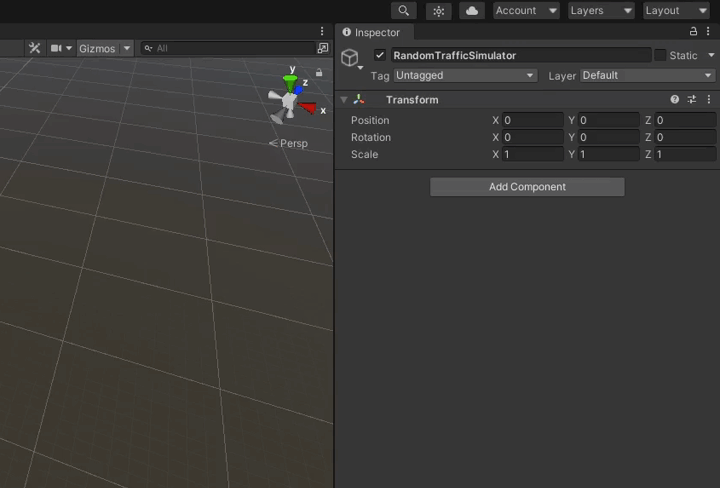 Account Layers Layout
Inspector
Gizmos All
RandomTrafficSimulator Static
Tag Untagged Layer Default
Transform
Position X 0 Y 0 Z 0
Rotation X 0 Y 0 Z 0
Scale X 1 Y 1 Z 1
Add Component
y
z
x
Persp